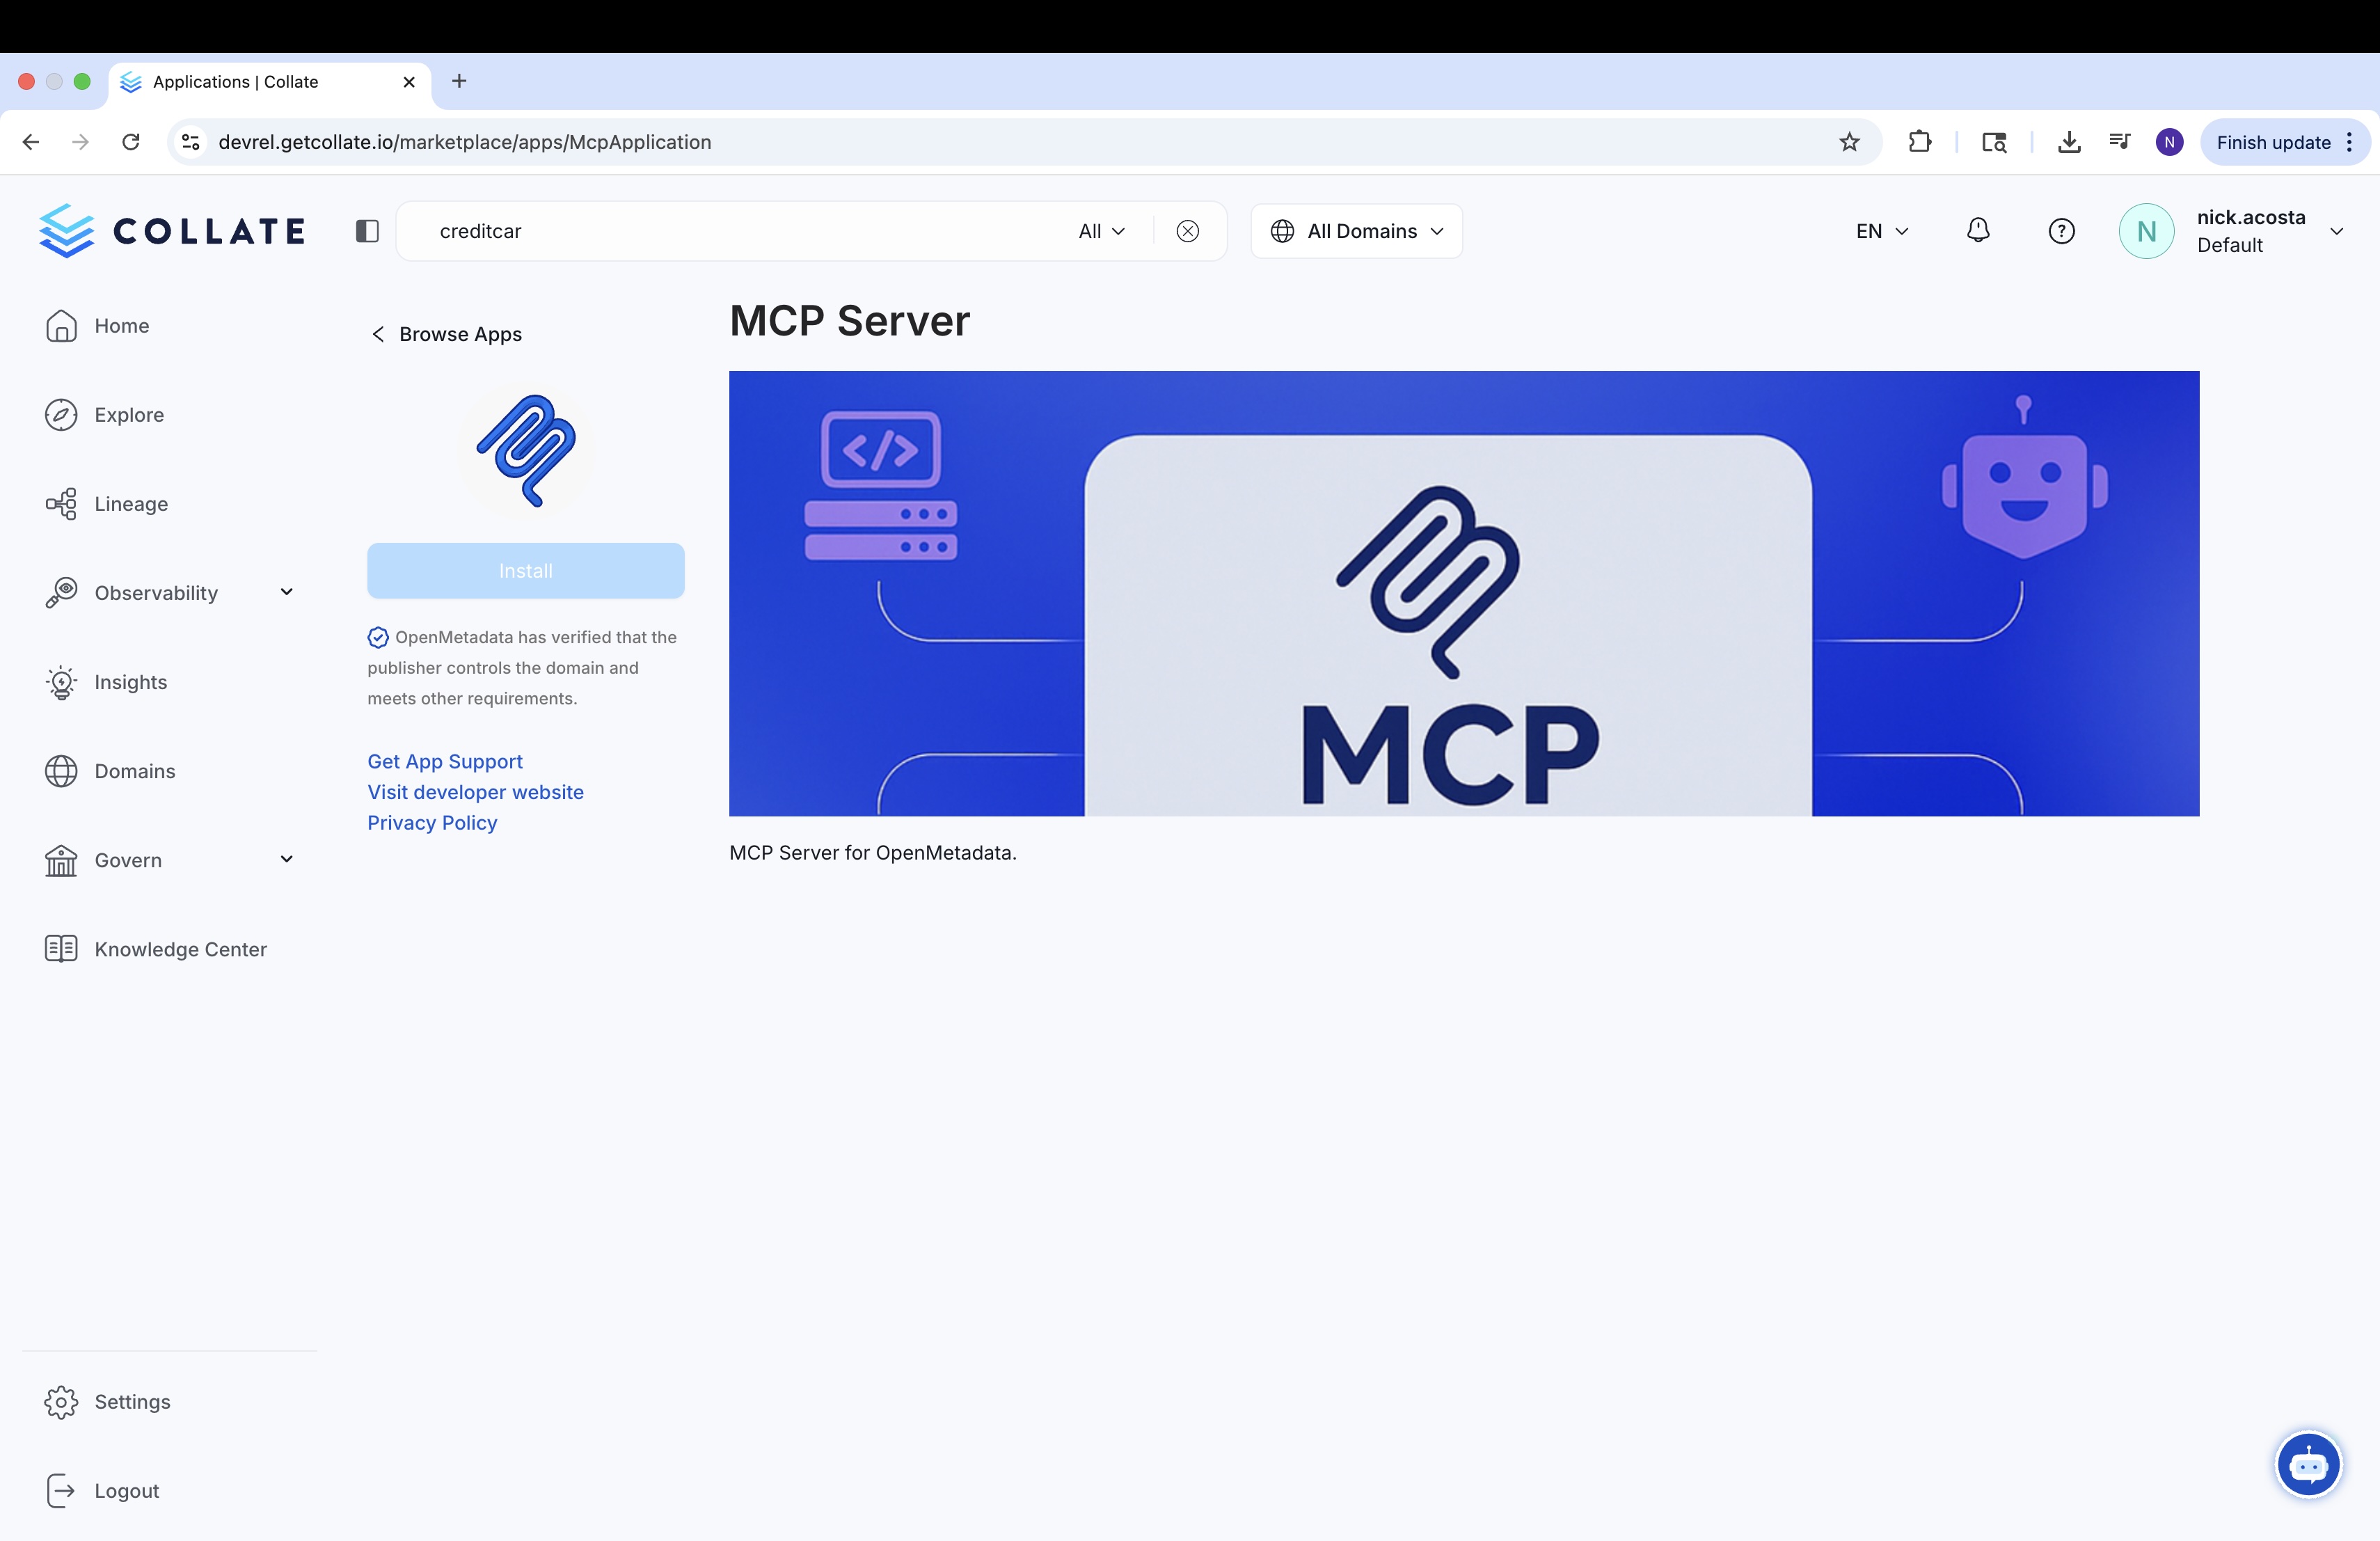 Applications | Collate
devrel.getcollate.io/marketplace/apps/McpApplication
N
Finish update
COLLATE
creditcar
All
All Domains
EN
N
nick.acosta
Default
Home
Explore
Lineage
Observability
Insights
Domains
Govern
Knowledge Center
Settings
Logout
Browse Apps
Install
OpenMetadata has verified that the
publisher controls the domain and
meets other requirements.
Get App Support
Visit developer website
Privacy Policy
MCP Server
</>
MCP
MCP Server for OpenMetadata.